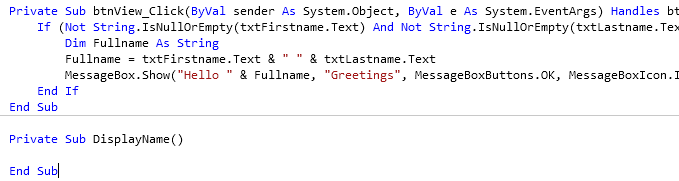 Private Sub btnView_Click(ByVal sender As System.Object, ByVal e As System.EventArgs) Handles bt
If (Not String.IsNullOrEmpty(txtFirstname.Text) And Not String.IsNullOrEmpty(txtLastname.Tex
Dim Fullname As String
Fullname = txtFirstname.Text & " " & txtLastname.Text
MessageBox.Show("Hello " & Fullname, "Greetings", MessageBoxButtons.OK, MessageBoxIcon.I
End If
End Sub
Private Sub DisplayName()
End Sub